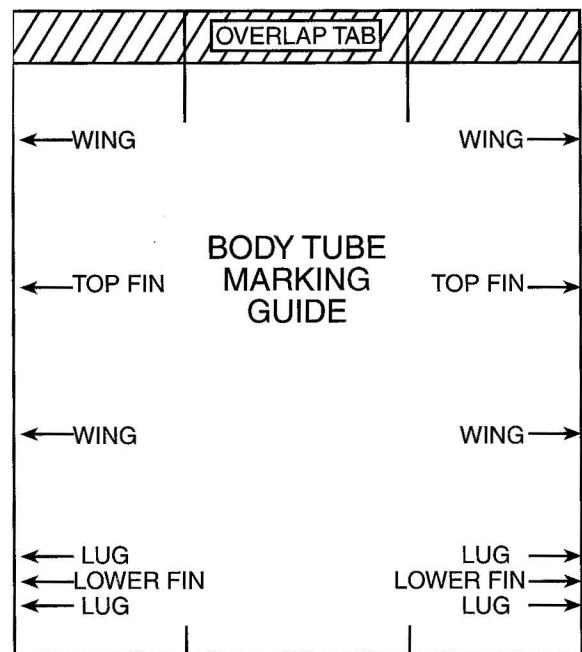 OVERLAP TAB
WING WING
BODY TUBE
MARKING
GUIDE
TOP FIN TOP FIN
WING WING
LUG LUG
LOWER FIN LOWER FIN
LUG LUG